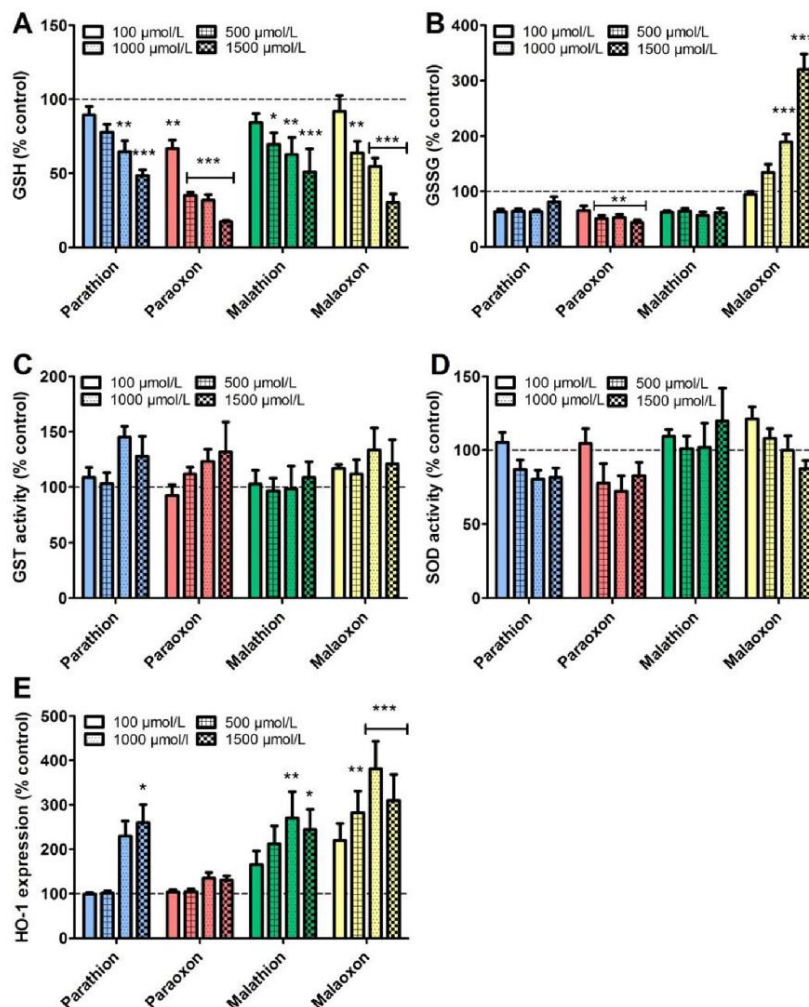 A
100 µmol/L 500 µmol/L
1000 µmol/L 1500 µmol/L
GSH (% control)
150
100
50
0
** *** ** *** * ** *** ** ***
Parathion Paraoxon Malathion Malaoxon
B
100 µmol/L 500 µmol/L
1000 µmol/L 1500 µmol/L
GSSG (% control)
400
300
200
100
0
** *** ***
Parathion Paraoxon Malathion Malaoxon
C
100 µmol/L 500 µmol/L
1000 µmol/L 1500 µmol/L
GST activity (% control)
200
150
100
50
0
Parathion Paraoxon Malathion Malaoxon
D
100 µmol/L 500 µmol/L
1000 µmol/L 1500 µmol/L
SOD activity (% control)
150
100
50
0
Parathion Paraoxon Malathion Malaoxon
E
100 µmol/L 500 µmol/L
1000 µmol/l 1500 µmol/L
HO-1 expression (% control)
500
400
300
200
100
0
* ** * ** ***
Parathion Paraoxon Malathion Malaoxon